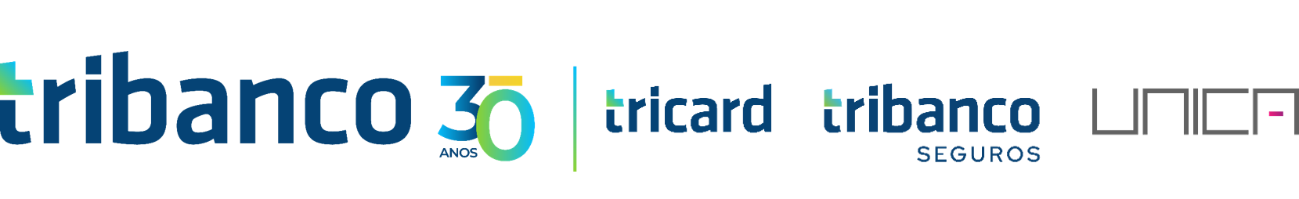 tribanco 30 ANOS
tricard
tribanco SEGUROS
UNICA